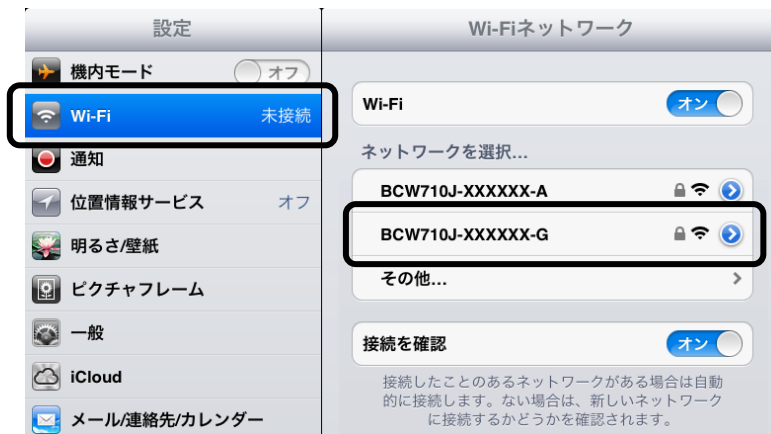 設定
機内モード オフ
Wi-Fi 未接続
通知
位置情報サービス オフ
明るさ/壁紙
ピクチャフレーム
一般
iCloud
メール/連絡先/カレンダー
Wi-Fiネットワーク
Wi-Fi オン
ネットワークを選択...
BCW710J-XXXXXX-A
BCW710J-XXXXXX-G
その他...
接続を確認 オン
接続したことのあるネットワークがある場合は自動
的に接続します。ない場合は、新しいネットワーク
に接続するかどうかを確認されます。